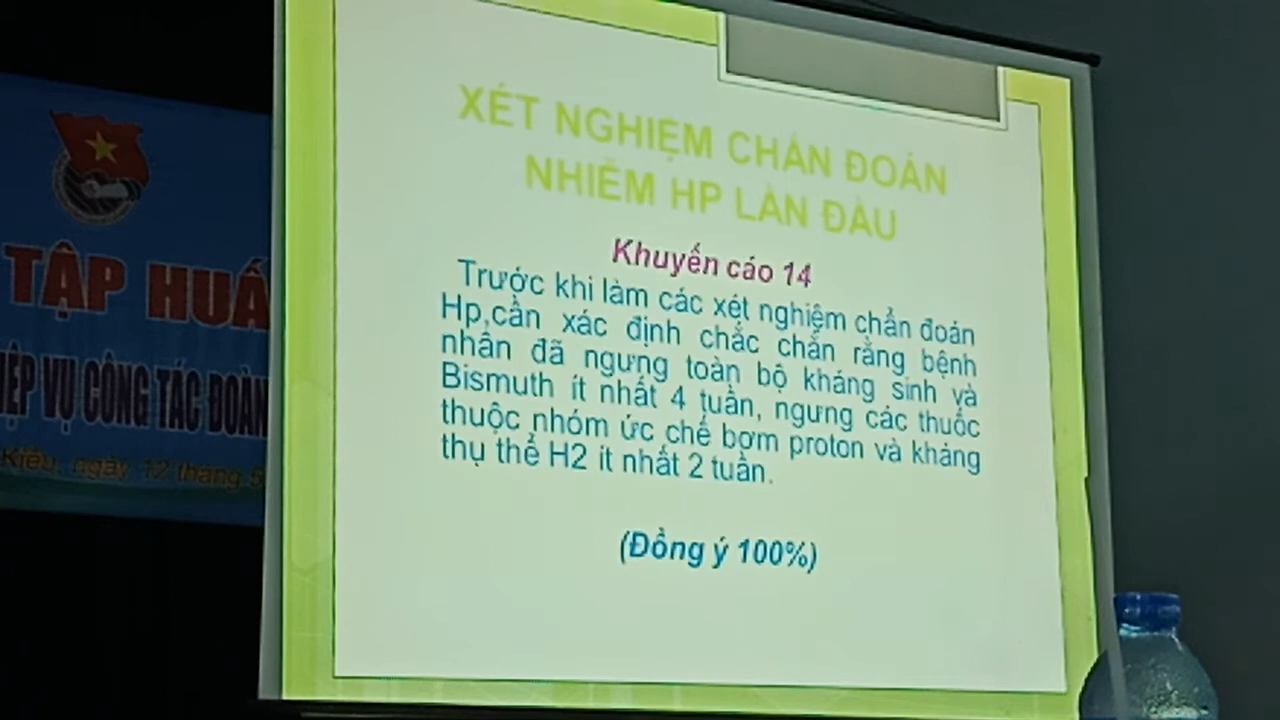 XÉT NGHIỆM CHẨN ĐOÁN
NHIỄM HP LẦN ĐẦU
Khuyến cáo 14
Trước khi làm các xét nghiệm chẩn đoán
Hp,cần xác định chắc chắn rằng bệnh
nhân đã ngưng toàn bộ kháng sinh và
Bismuth ít nhất 4 tuần, ngưng các thuốc
thuộc nhóm ức chế bơm proton và kháng
thụ thể H2 ít nhất 2 tuần.
(Đồng ý 100%)
TẬP HUẤ
VỤ CÔNG TÁC ĐOÀN
Kiều, ngày 12 tháng 5